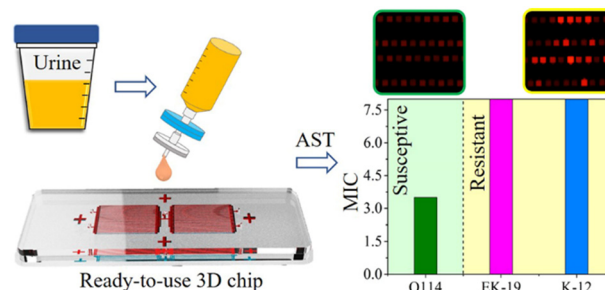 Urine
AST
Ready-to-use 3D chip
MIC
7.5
6.0
4.5
3.0
1.5
0.0
Susceptive
Resistant
Q114
EK-19
K-12